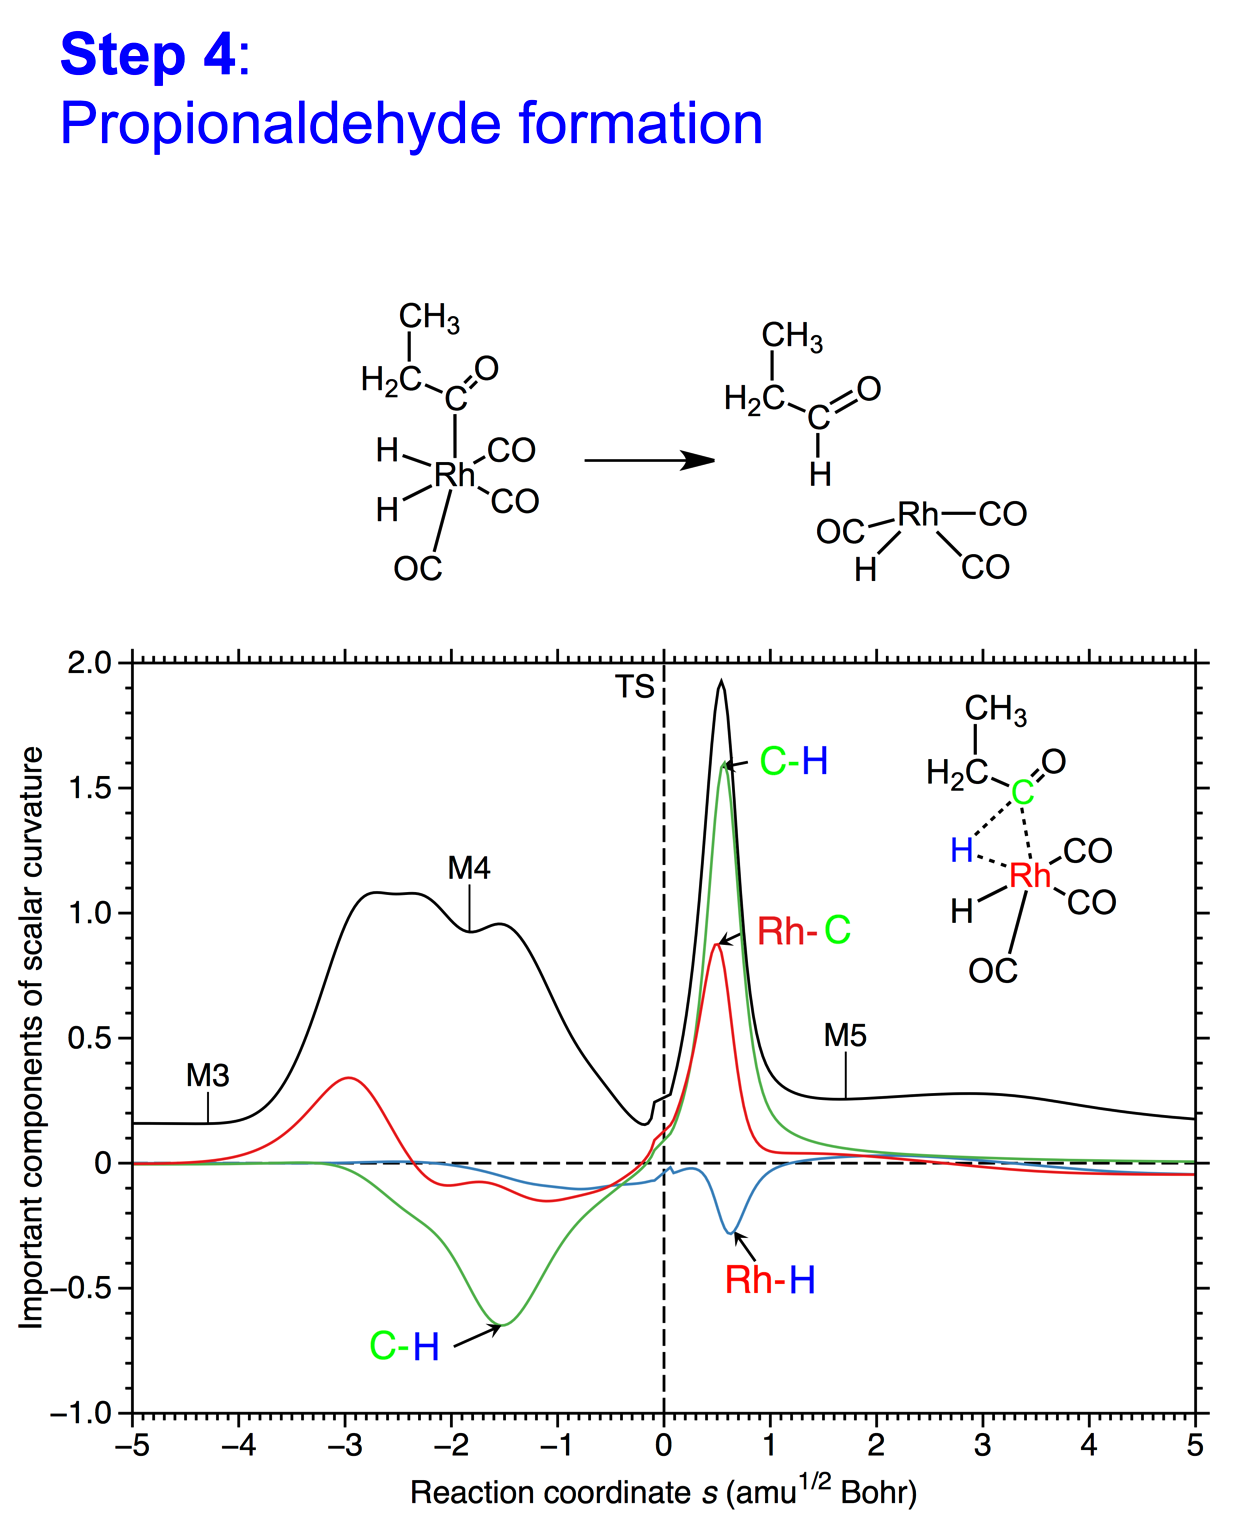 Step 4:
Propionaldehyde formation
CH3
H2C
C
O
H
Rh
CO
H
CO
OC
CH3
H2C
C
O
H
OC
Rh
CO
H
CO
Important components of scalar curvature
2.0
1.5
1.0
0.5
0
−0.5
−1.0
TS
C-H
Rh-C
M3
M4
M5
Rh-H
C-H
CH3
H2C
C
O
H
Rh
CO
H
CO
OC
−5 −4 −3 −2 −1 0 1 2 3 4 5
Reaction coordinate s (amu1/2 Bohr)